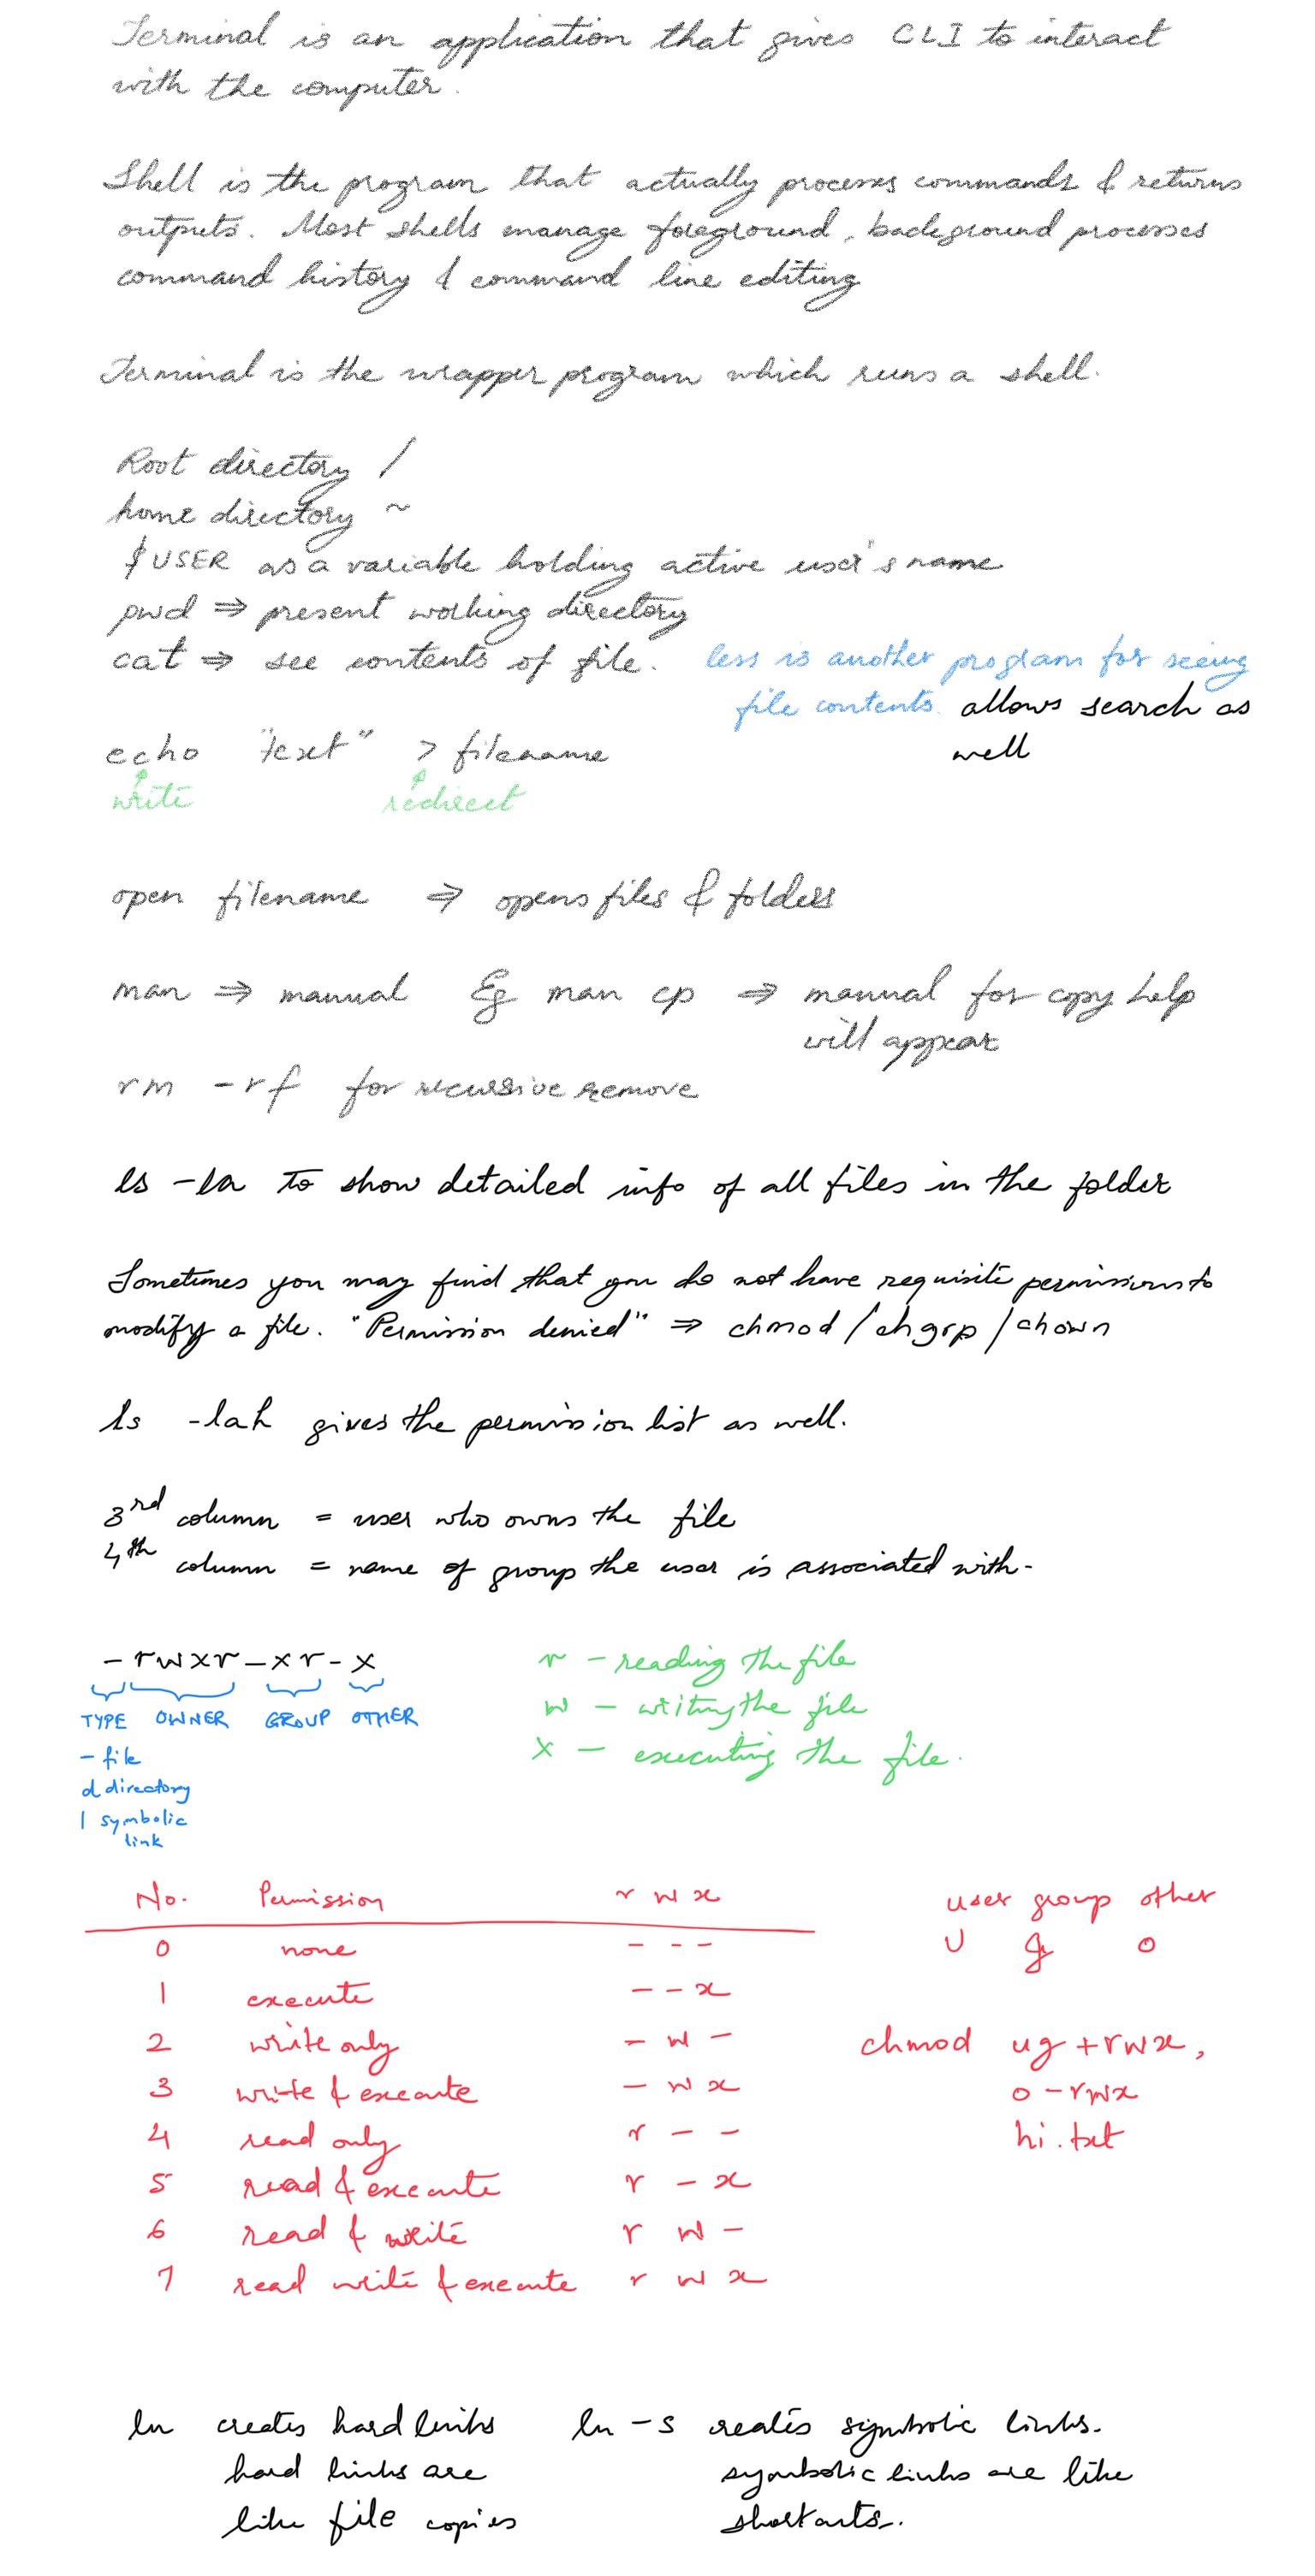 Terminal is an application that gives CLI to interact
with the computer.
Shell is the program that actually processes commands & returns
outputs. Most shells manage foreground, background processes
command history & command line editing
Terminal is the wrapper program which runs a shell.
Root directory /
home directory ~
$USER as a variable holding active user's name
pwd ⇒ present working directory
cat ⇒ see contents of file. less is another program for seeing
file contents. allows search as
well
echo "text" > filename
write redirect
open filename ⇒ opens files & folders
man ⇒ manual Eg man cp ⇒ manual for copy help
will appear
rm -rf for recursive remove
ls -la to show detailed info of all files in the folder
Sometimes you may find that you do not have requisite permissions to
modify a file. "Permission denied" ⇒ chmod/chgrp/chown
ls -lah gives the permission list as well.
3rd column = user who owns the file
4th column = name of group the user is associated with.
-rwxr-xr-x
TYPE OWNER GROUP OTHER
- file
d directory
l symbolic
link
r - reading the file
w - writing the file
x - executing the file.
No. Permission r w x
0 none - - -
1 execute - - x
2 write only - w -
3 write & execute - w x
4 read only r - -
5 read & execute r - x
6 read & write r w -
7 read write & execute r w x
user group other
U g o
chmod ug+rwx,
o-rwx
hi.txt
ln creates hard links
hard links are
like file copies
ln -s creates symbolic links.
symbolic links are like
shortcuts.